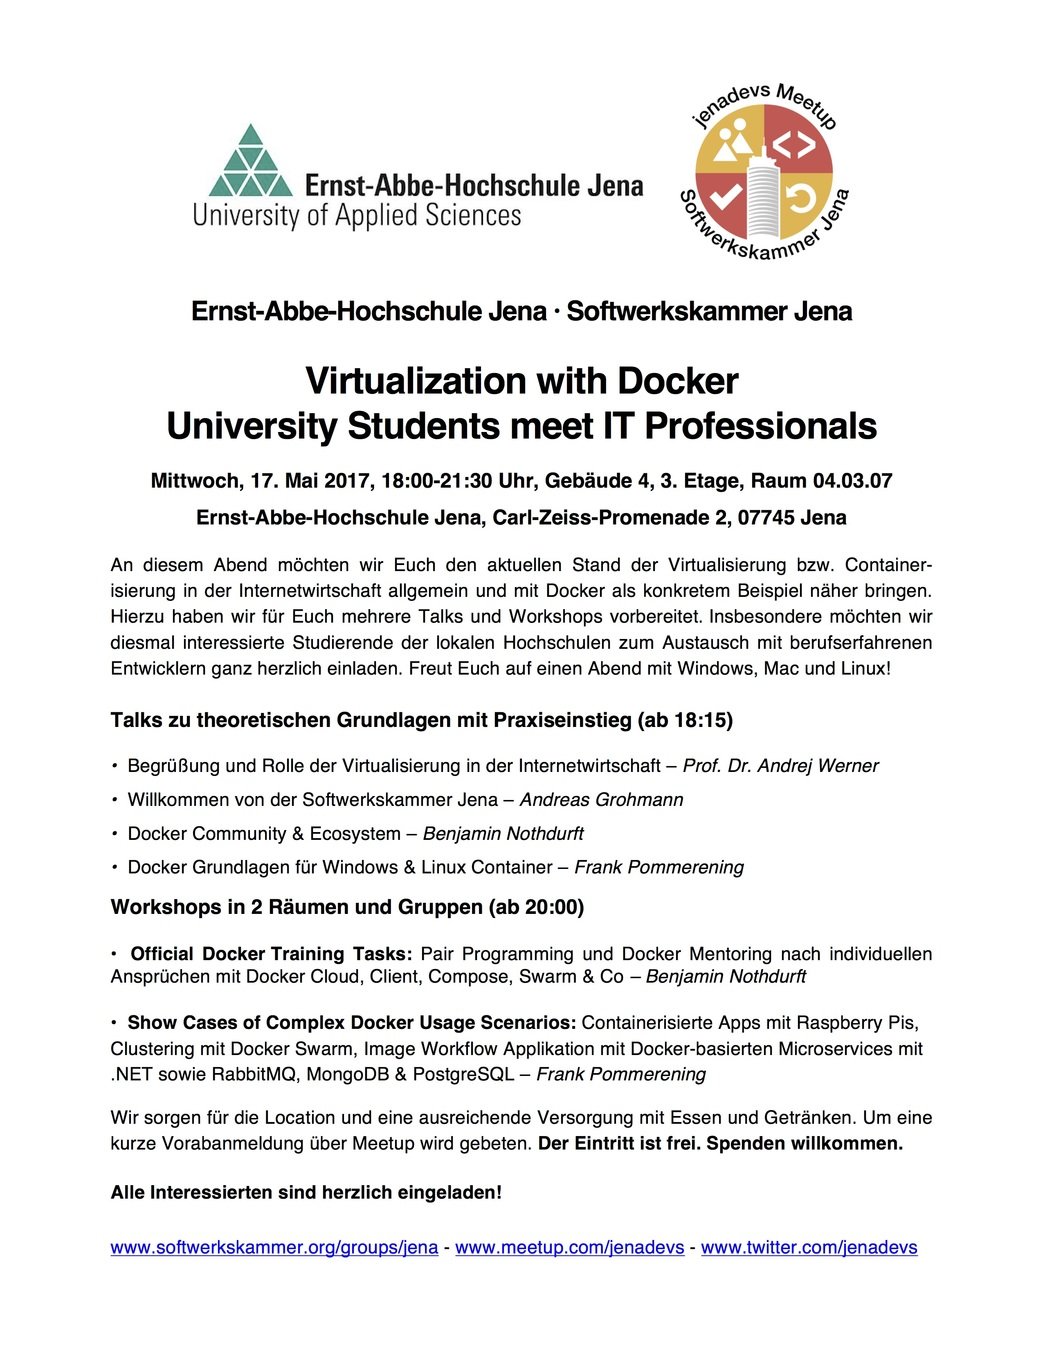 jenadevs Meetup
Softwerkskammer Jena
Ernst-Abbe-Hochschule Jena
University of Applied Sciences
Ernst-Abbe-Hochschule Jena · Softwerkskammer Jena
Virtualization with Docker
University Students meet IT Professionals
Mittwoch, 17. Mai 2017, 18:00-21:30 Uhr, Gebäude 4, 3. Etage, Raum 04.03.07
Ernst-Abbe-Hochschule Jena, Carl-Zeiss-Promenade 2, 07745 Jena
An diesem Abend möchten wir Euch den aktuellen Stand der Virtualisierung bzw. Container-
isierung in der Internetwirtschaft allgemein und mit Docker als konkretem Beispiel näher bringen.
Hierzu haben wir für Euch mehrere Talks und Workshops vorbereitet. Insbesondere möchten wir
diesmal interessierte Studierende der lokalen Hochschulen zum Austausch mit berufserfahrenen
Entwicklern ganz herzlich einladen. Freut Euch auf einen Abend mit Windows, Mac und Linux!
Talks zu theoretischen Grundlagen mit Praxiseinstieg (ab 18:15)
• Begrüßung und Rolle der Virtualisierung in der Internetwirtschaft – Prof. Dr. Andrej Werner
• Willkommen von der Softwerkskammer Jena – Andreas Grohmann
• Docker Community & Ecosystem – Benjamin Nothdurft
• Docker Grundlagen für Windows & Linux Container – Frank Pommerening
Workshops in 2 Räumen und Gruppen (ab 20:00)
• Official Docker Training Tasks: Pair Programming und Docker Mentoring nach individuellen
Ansprüchen mit Docker Cloud, Client, Compose, Swarm & Co – Benjamin Nothdurft
• Show Cases of Complex Docker Usage Scenarios: Containerisierte Apps mit Raspberry Pis,
Clustering mit Docker Swarm, Image Workflow Applikation mit Docker-basierten Microservices mit
.NET sowie RabbitMQ, MongoDB & PostgreSQL – Frank Pommerening
Wir sorgen für die Location und eine ausreichende Versorgung mit Essen und Getränken. Um eine
kurze Vorabanmeldung über Meetup wird gebeten. Der Eintritt ist frei. Spenden willkommen.
Alle Interessierten sind herzlich eingeladen!
www.softwerkskammer.org/groups/jena - www.meetup.com/jenadevs - www.twitter.com/jenadevs